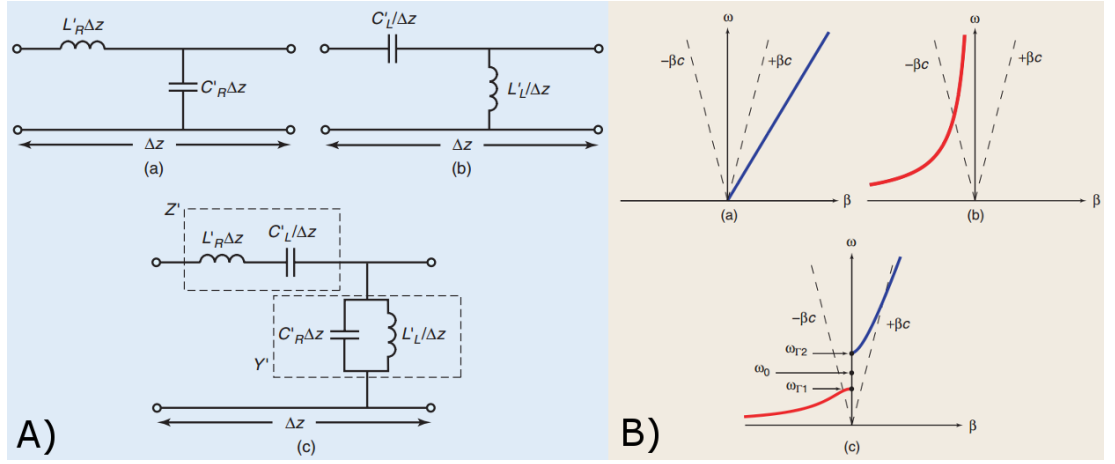 L'RΔz
C'RΔz
Δz
(a)
C'L/Δz
L'L/Δz
Δz
(b)
Z'
L'RΔz
C'L/Δz
C'RΔz
L'L/Δz
Y'
Δz
(c)
A)
ω
−βc
+βc
β
(a)
ω
−βc
+βc
β
(b)
ω
−βc
+βc
ωΓ2
ω0
ωΓ1
β
(c)
B)